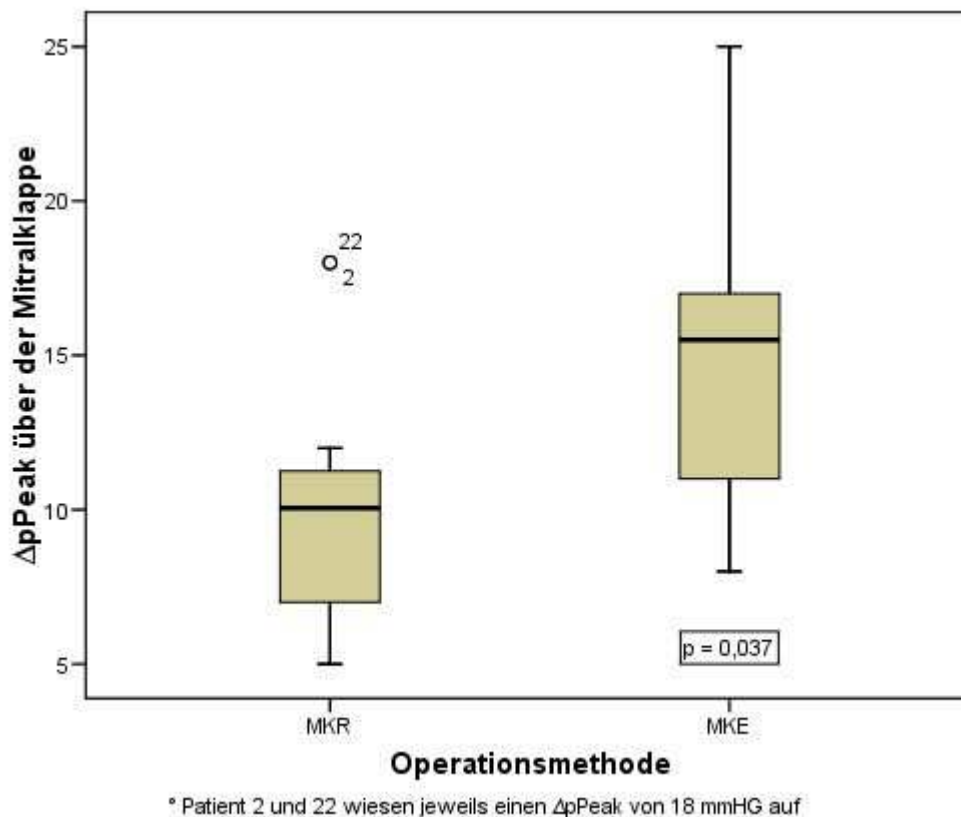 ΔpPeak über der Mitralklappe
25
20
15
10
5
22
2
p = 0,037
MKR
MKE
Operationsmethode
° Patient 2 und 22 wiesen jeweils einen ΔpPeak von 18 mmHG auf